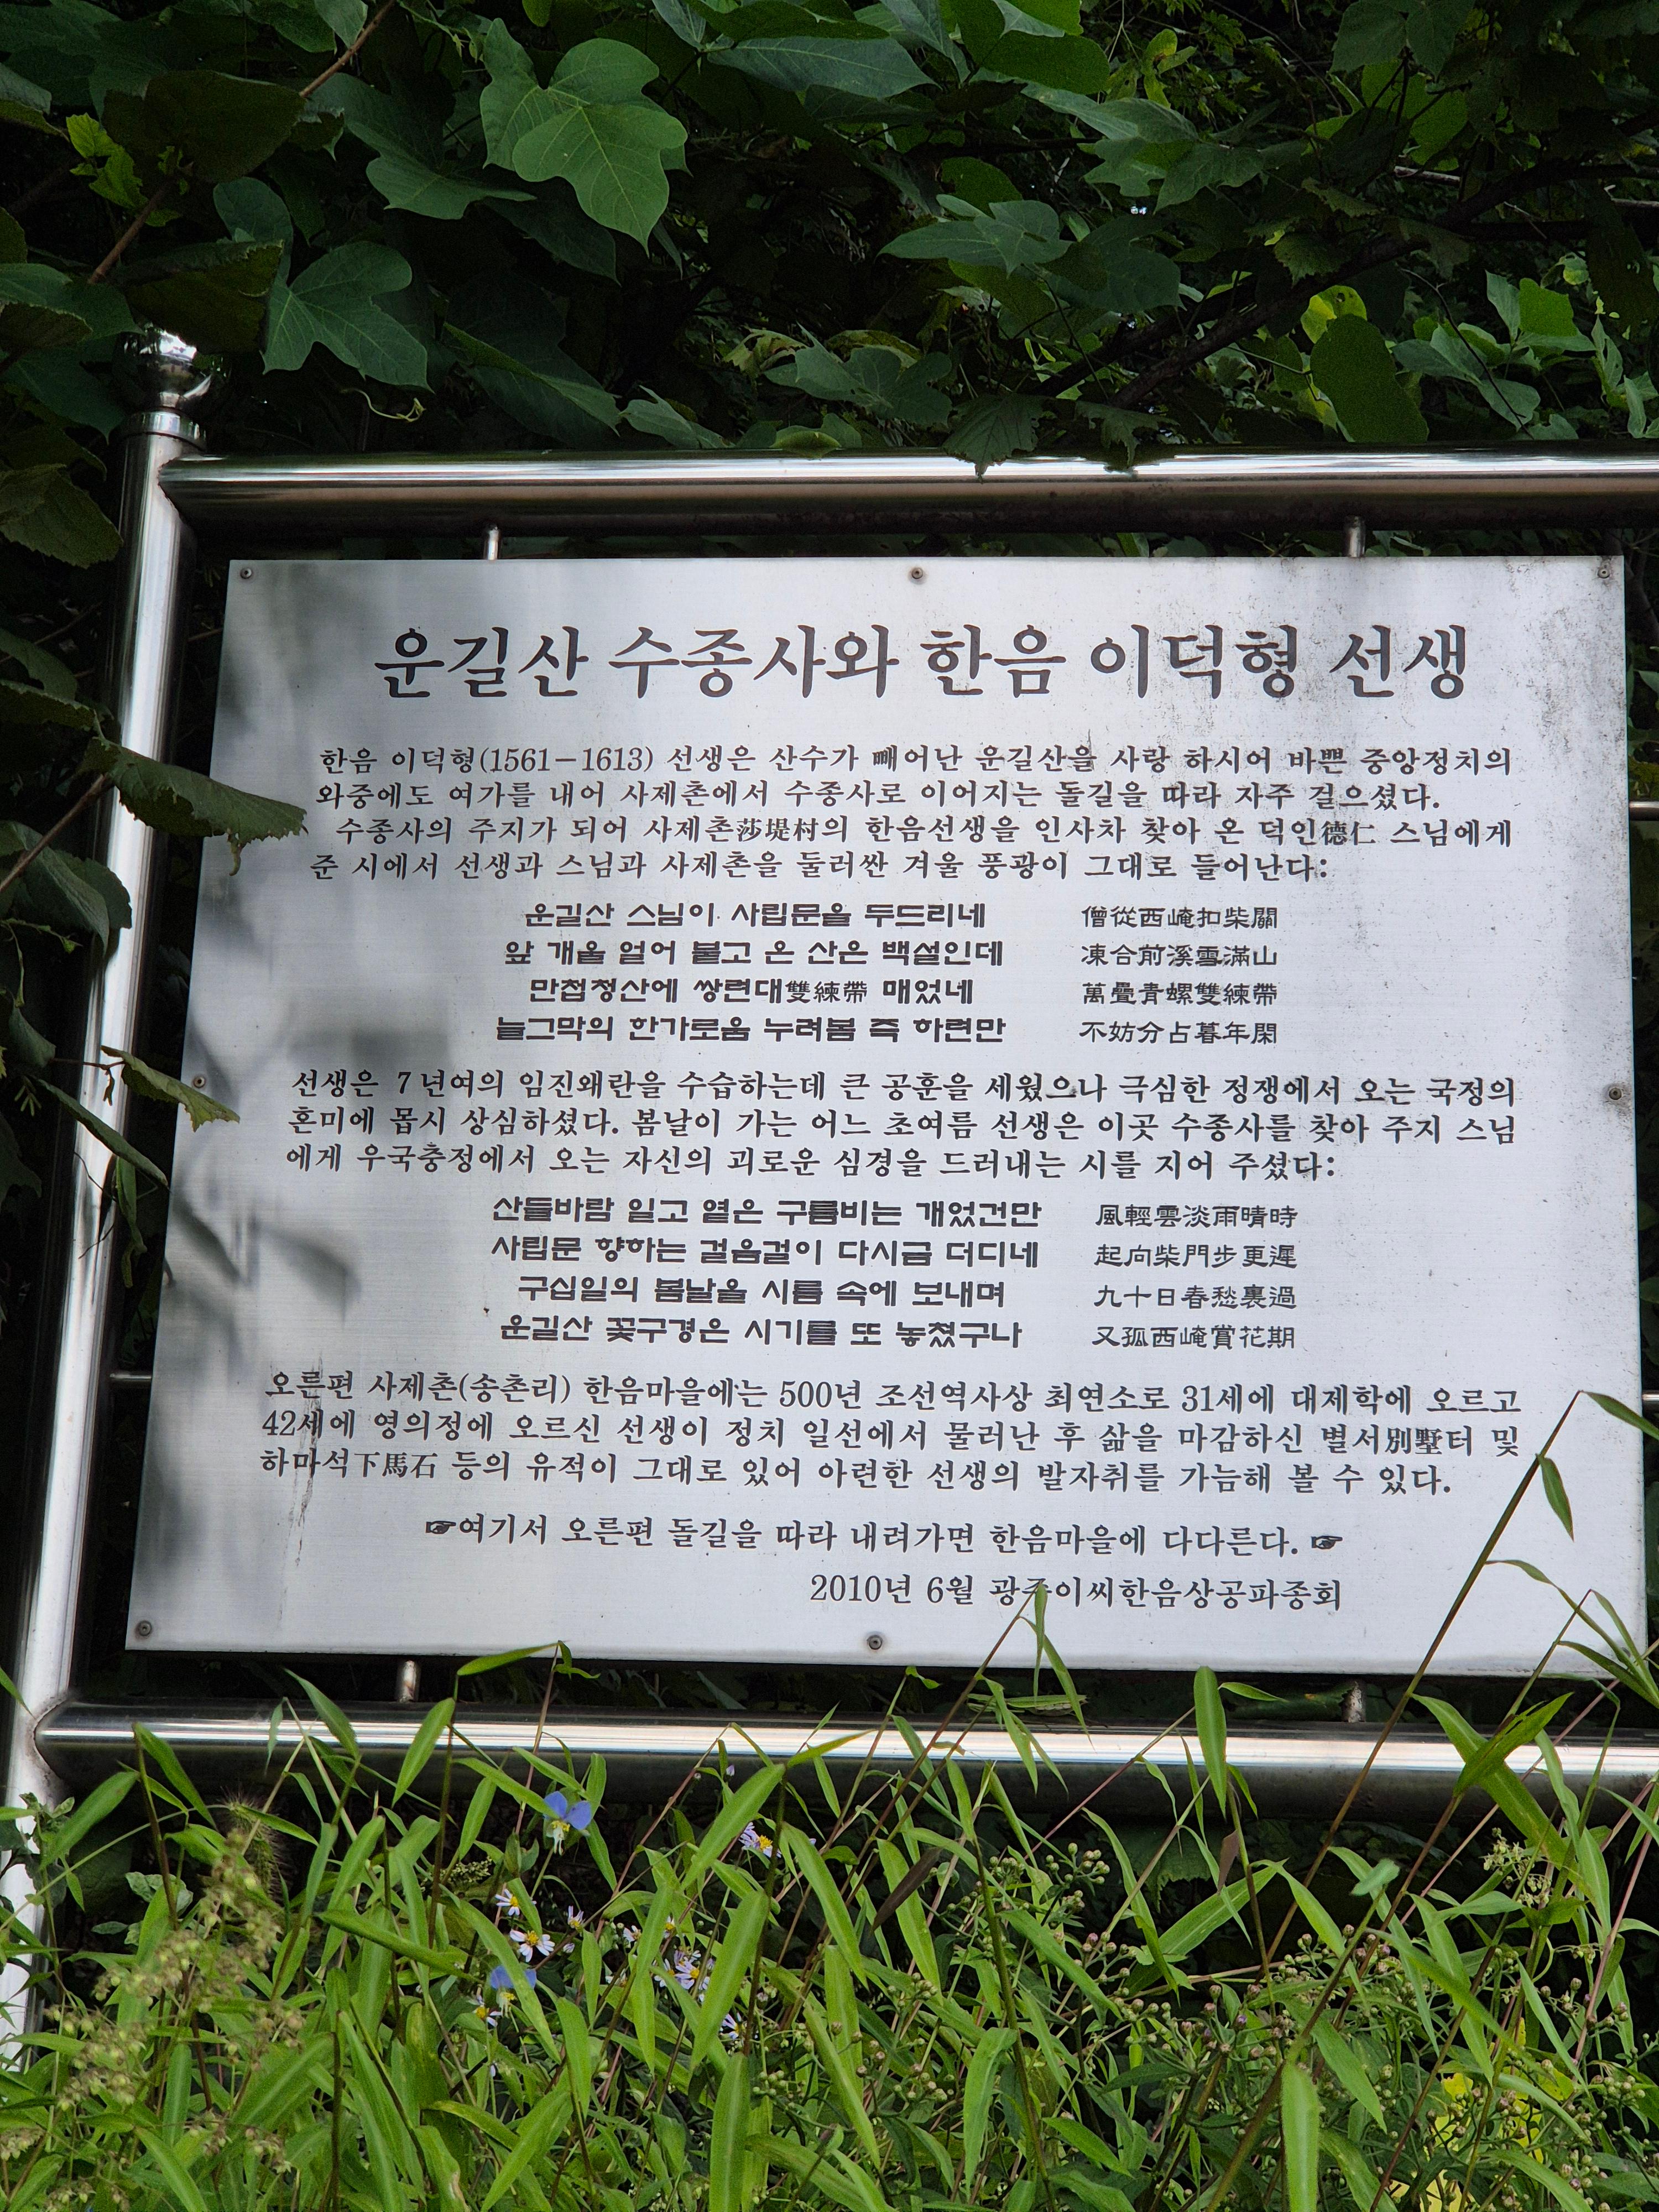 운길산 수종사와 한음 이덕형 선생
한음 이덕형(1561-1613) 선생은 산수가 빼어난 운길산을 사랑 하시어 바쁜 중앙정치의
와중에도 여가를 내어 사제촌에서 수종사로 이어지는 돌길을 따라 자주 걸으셨다.
수종사의 주지가 되어 사제촌莎堤村의 한음선생을 인사차 찾아 온 덕인德仁 스님에게
준 시에서 선생과 스님과 사제촌을 둘러싼 겨울 풍광이 그대로 들어난다:
운길산 스님이 사립문을 두드리네 僧從西崦扣柴關
앞 개울 얼어 붙고 온 산은 백설인데 凍合前溪雪滿山
만첩청산에 쌍련대雙練帶 매었네 萬疊靑螺雙練帶
늘그막의 한가로움 누려봄 즉 하련만 不妨分占暮年閑
선생은 7년여의 임진왜란을 수습하는데 큰 공훈을 세웠으나 극심한 정쟁에서 오는 국정의
혼미에 몹시 상심하셨다. 봄날이 가는 어느 초여름 선생은 이곳 수종사를 찾아 주지 스님
에게 우국충정에서 오는 자신의 괴로운 심경을 드러내는 시를 지어 주셨다:
산들바람 일고 옅은 구름비는 개었건만 風輕雲淡雨晴時
사립문 향하는 걸음걸이 다시금 더디네 起向柴門步更遲
구십일의 봄날을 시름 속에 보내며 九十日春愁裏過
운길산 꽃구경은 시기를 또 놓쳤구나 又孤西崦賞花期
오른편 사제촌(송촌리) 한음마을에는 500년 조선역사상 최연소로 31세에 대제학에 오르고
42세에 영의정에 오르신 선생이 정치 일선에서 물러난 후 삶을 마감하신 별서別墅터 및
하마석下馬石 등의 유적이 그대로 있어 아련한 선생의 발자취를 가늠해 볼 수 있다.
☞여기서 오른편 돌길을 따라 내려가면 한음마을에 다다른다. ☞
2010년 6월 광주이씨한음상공파종회